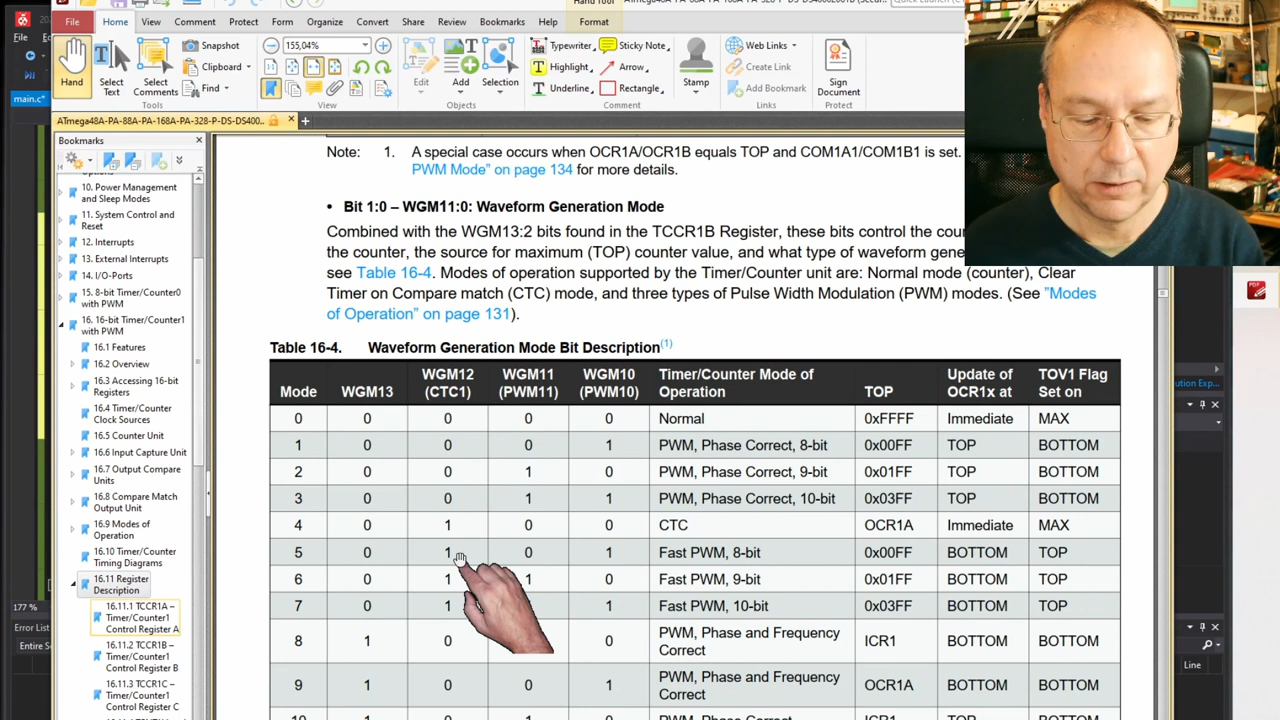 File Home View Comment Protect Form Organize Convert Share Review Bookmarks Help Format
Hand Select Text Select Comments
Snapshot
Clipboard
Find
Tools
155,04%
View
Edit Add Selection
Objects
Typewriter Sticky Note
Highlight Arrow
Underline Rectangle
Stamp
Comment
Web Links
Create Link
Add Bookmark
Links
Sign Document
Protect
main.c*
ATmega48A-PA-88A-PA-168A-PA-328-P-DS-DS400..
Bookmarks
10. Power Management and Sleep Modes
11. System Control and Reset
12. Interrupts
13. External Interrupts
14. I/O-Ports
15. 8-bit Timer/Counter0 with PWM
16. 16-bit Timer/Counter1 with PWM
16.1 Features
16.2 Overview
16.3 Accessing 16-bit Registers
16.4 Timer/Counter Clock Sources
16.5 Counter Unit
16.6 Input Capture Unit
16.7 Output Compare Units
16.8 Compare Match Output Unit
16.9 Modes of Operation
16.10 Timer/Counter Timing Diagrams
16.11 Register Description
16.11.1 TCCR1A – Timer/Counter1 Control Register A
16.11.2 TCCR1B – Timer/Counter1 Control Register B
16.11.3 TCCR1C – Timer/Counter1 Control Register C
177 %
Error List
Entire S
Line
Note: 1. A special case occurs when OCR1A/OCR1B equals TOP and COM1A1/COM1B1 is set.
PWM Mode” on page 134 for more details.
• Bit 1:0 – WGM11:0: Waveform Generation Mode
Combined with the WGM13:2 bits found in the TCCR1B Register, these bits control the cou
the counter, the source for maximum (TOP) counter value, and what type of waveform gene
see Table 16-4. Modes of operation supported by the Timer/Counter unit are: Normal mode (counter), Clear
Timer on Compare match (CTC) mode, and three types of Pulse Width Modulation (PWM) modes. (See ”Modes
of Operation” on page 131).
Table 16-4. Waveform Generation Mode Bit Description(1)
Mode WGM13 WGM12 (CTC1) WGM11 (PWM11) WGM10 (PWM10) Timer/Counter Mode of Operation TOP Update of OCR1x at TOV1 Flag Set on
0 0 0 0 0 Normal 0xFFFF Immediate MAX
1 0 0 0 1 PWM, Phase Correct, 8-bit 0x00FF TOP BOTTOM
2 0 0 1 0 PWM, Phase Correct, 9-bit 0x01FF TOP BOTTOM
3 0 0 1 1 PWM, Phase Correct, 10-bit 0x03FF TOP BOTTOM
4 0 1 0 0 CTC OCR1A Immediate MAX
5 0 1 0 1 Fast PWM, 8-bit 0x00FF BOTTOM TOP
6 0 1 1 0 Fast PWM, 9-bit 0x01FF BOTTOM TOP
7 0 1 1 Fast PWM, 10-bit 0x03FF BOTTOM TOP
8 1 0 0 PWM, Phase and Frequency Correct ICR1 BOTTOM BOTTOM
9 1 0 0 1 PWM, Phase and Frequency Correct OCR1A BOTTOM BOTTOM